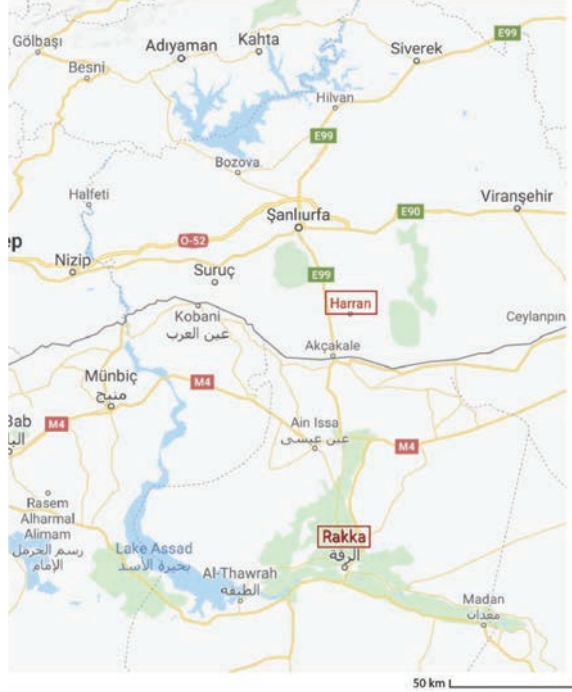 Gölbaşı
Adıyaman
Kahta
Siverek
E99
Besni
Hilvan
E99
Bozova
Halfeti
Viranşehir
Şanlıurfa
E90
ep
O-52
Nizip
Suruç
E99
Harran
Kobani
عين العرب
Ceylanpın
Akçakale
Münbiç
منبج
M4
Bab
البا
M4
Ain Issa
عين عيسى
M4
Rasem
Alharmal
Alimam
رسم الحرمل
الإمام
Lake Assad
بحيرة الأسد
Rakka
الرقة
Al-Thawrah
الطبقة
Madan
معدان
50 km